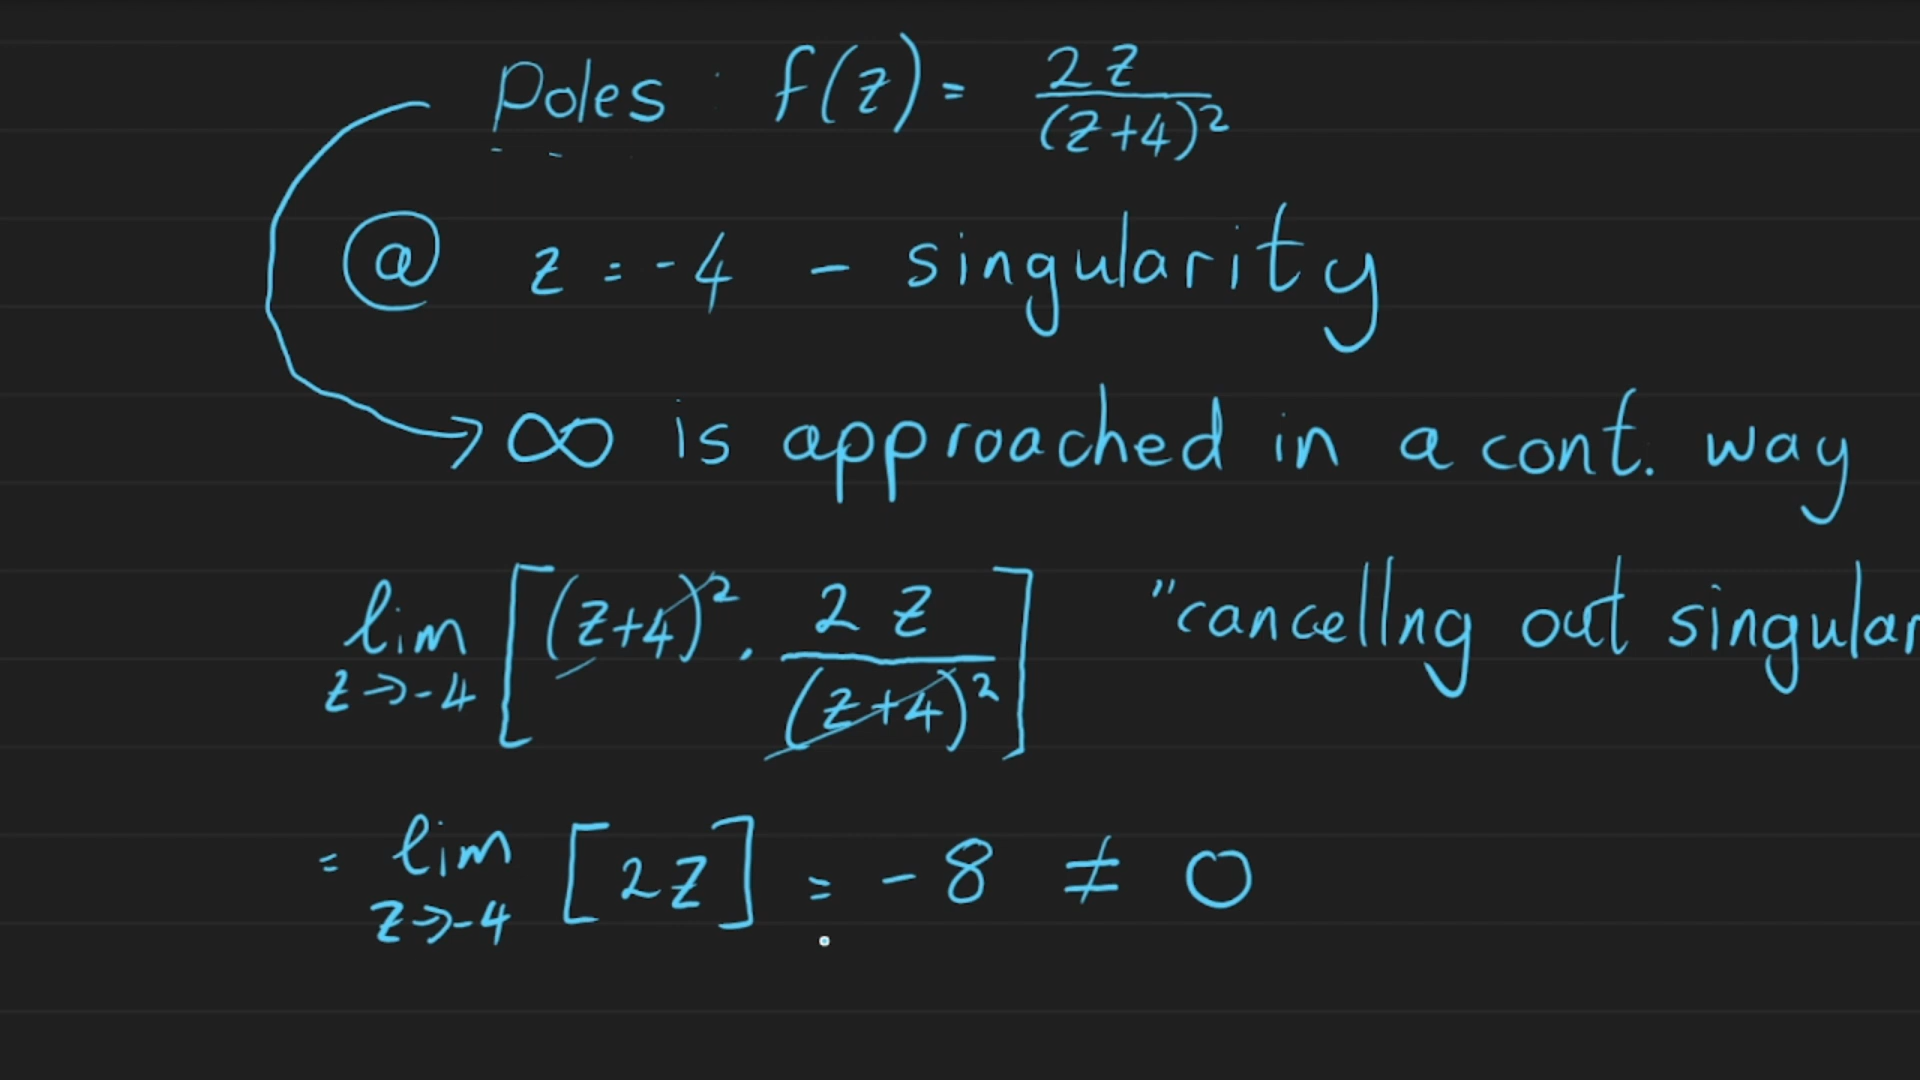 Poles : f(z) = 2z/(z+4)²
@ z = -4 - singularity
→ ∞ is approached in a cont. way
lim z→-4 [(z+4)² . 2z/(z+4)²] "cancellng out singular
= lim z→-4 [2z] = -8 ≠ 0